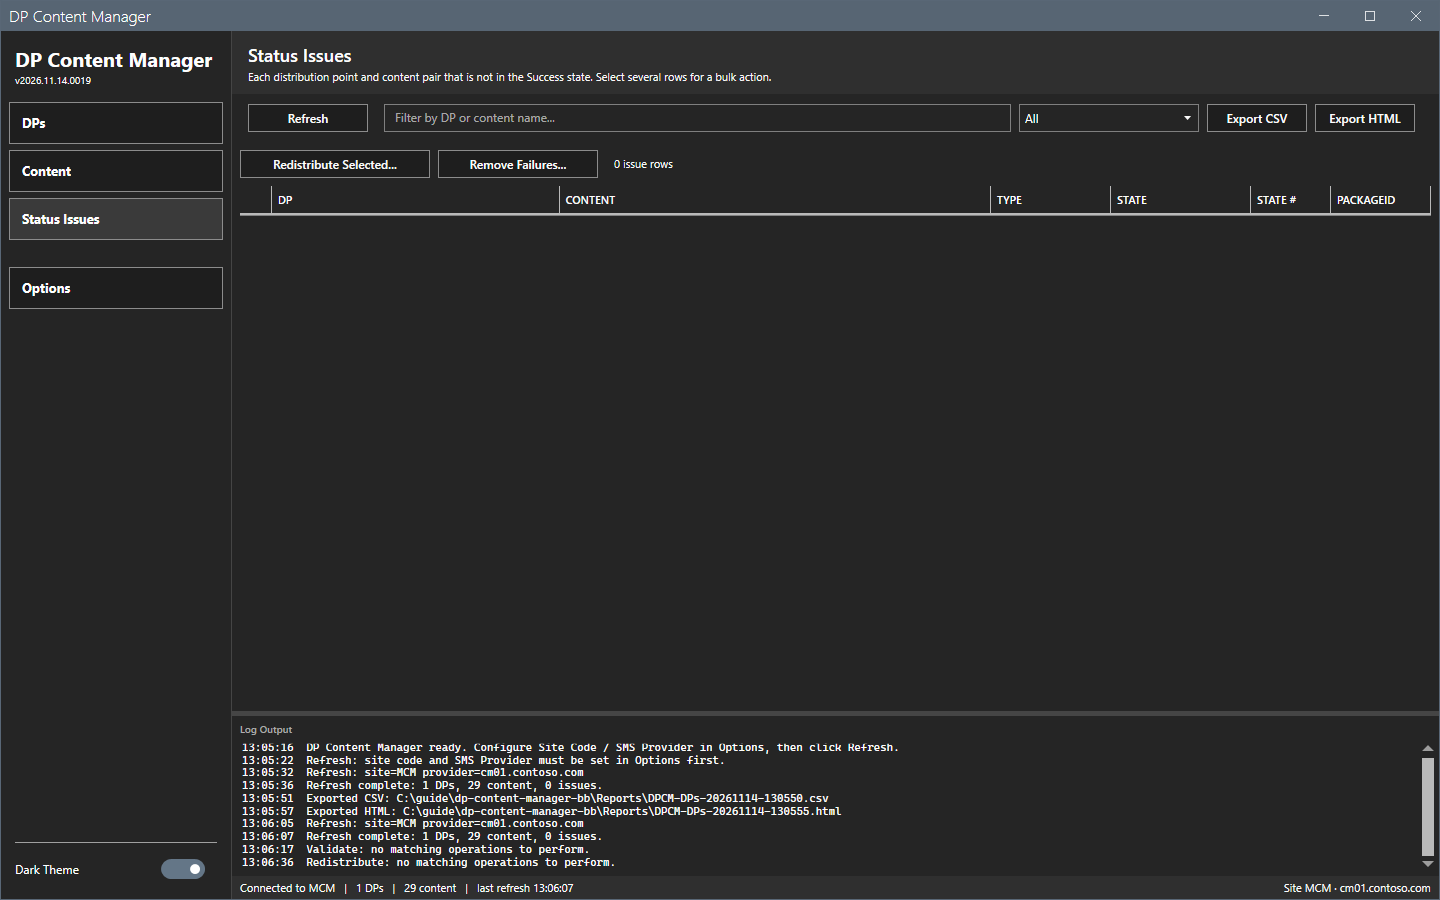 DP Content Manager
DP Content Manager
v2026.11.14.0019
DPs
Content
Status Issues
Options
Dark Theme
Status Issues
Each distribution point and content pair that is not in the Success state. Select several rows for a bulk action.
Refresh
Filter by DP or content name...
All
Export CSV
Export HTML
Redistribute Selected...
Remove Failures...
0 issue rows
DP
CONTENT
TYPE
STATE
STATE #
PACKAGEID
Log Output
13:05:16 DP Content Manager ready. Configure Site Code / SMS Provider in Options, then click Refresh.
13:05:22 Refresh: site code and SMS Provider must be set in Options first.
13:05:32 Refresh: site=MCM provider=cm01.contoso.com
13:05:36 Refresh complete: 1 DPs, 29 content, 0 issues.
13:05:51 Exported CSV: C:\guide\dp-content-manager-bb\Reports\DPCM-DPs-20261114-130550.csv
13:05:57 Exported HTML: C:\guide\dp-content-manager-bb\Reports\DPCM-DPs-20261114-130555.html
13:06:05 Refresh: site=MCM provider=cm01.contoso.com
13:06:07 Refresh complete: 1 DPs, 29 content, 0 issues.
13:06:17 Validate: no matching operations to perform.
13:06:36 Redistribute: no matching operations to perform.
Connected to MCM | 1 DPs | 29 content | last refresh 13:06:07
Site MCM · cm01.contoso.com